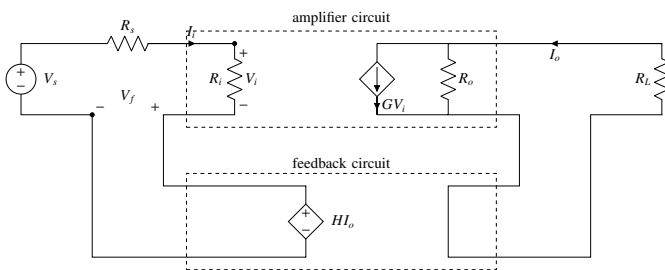 amplifier circuit
R_s
I_i
I_o
+
V_s
+
−
R_i
V_i
−
GV_i
R_o
R_L
−
V_f
+
feedback circuit
+
−
HI_o